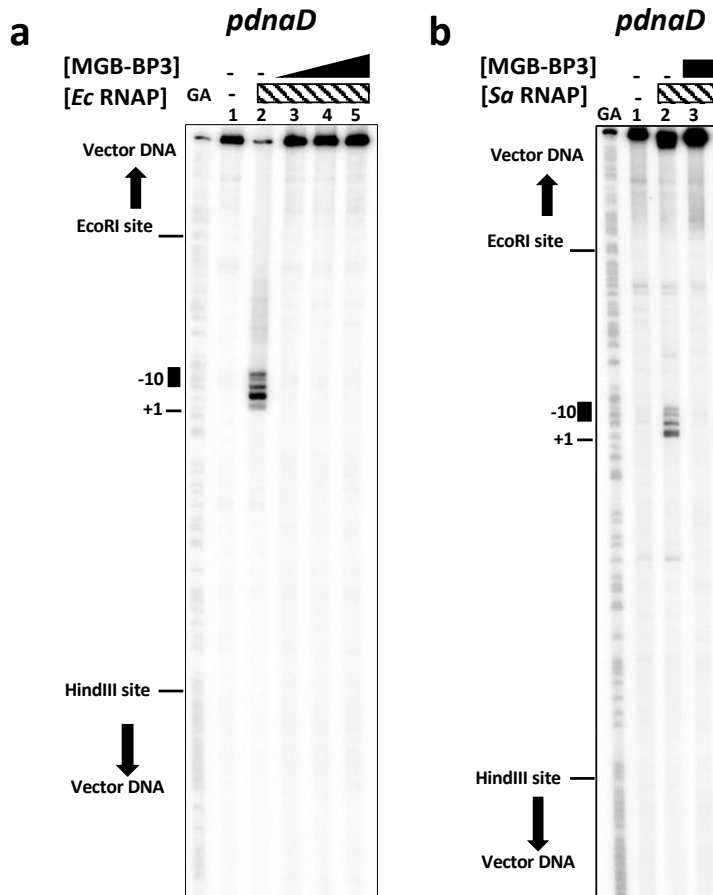 a
pdnaD
[MGB-BP3] - -
[Ec RNAP] GA -
1 2 3 4 5
Vector DNA
EcoRI site
-10
+1
HindIII site
Vector DNA
b
pdnaD
[MGB-BP3] - -
[Sa RNAP] -
GA 1 2 3
Vector DNA
EcoRI site
-10
+1
HindIII site
Vector DNA